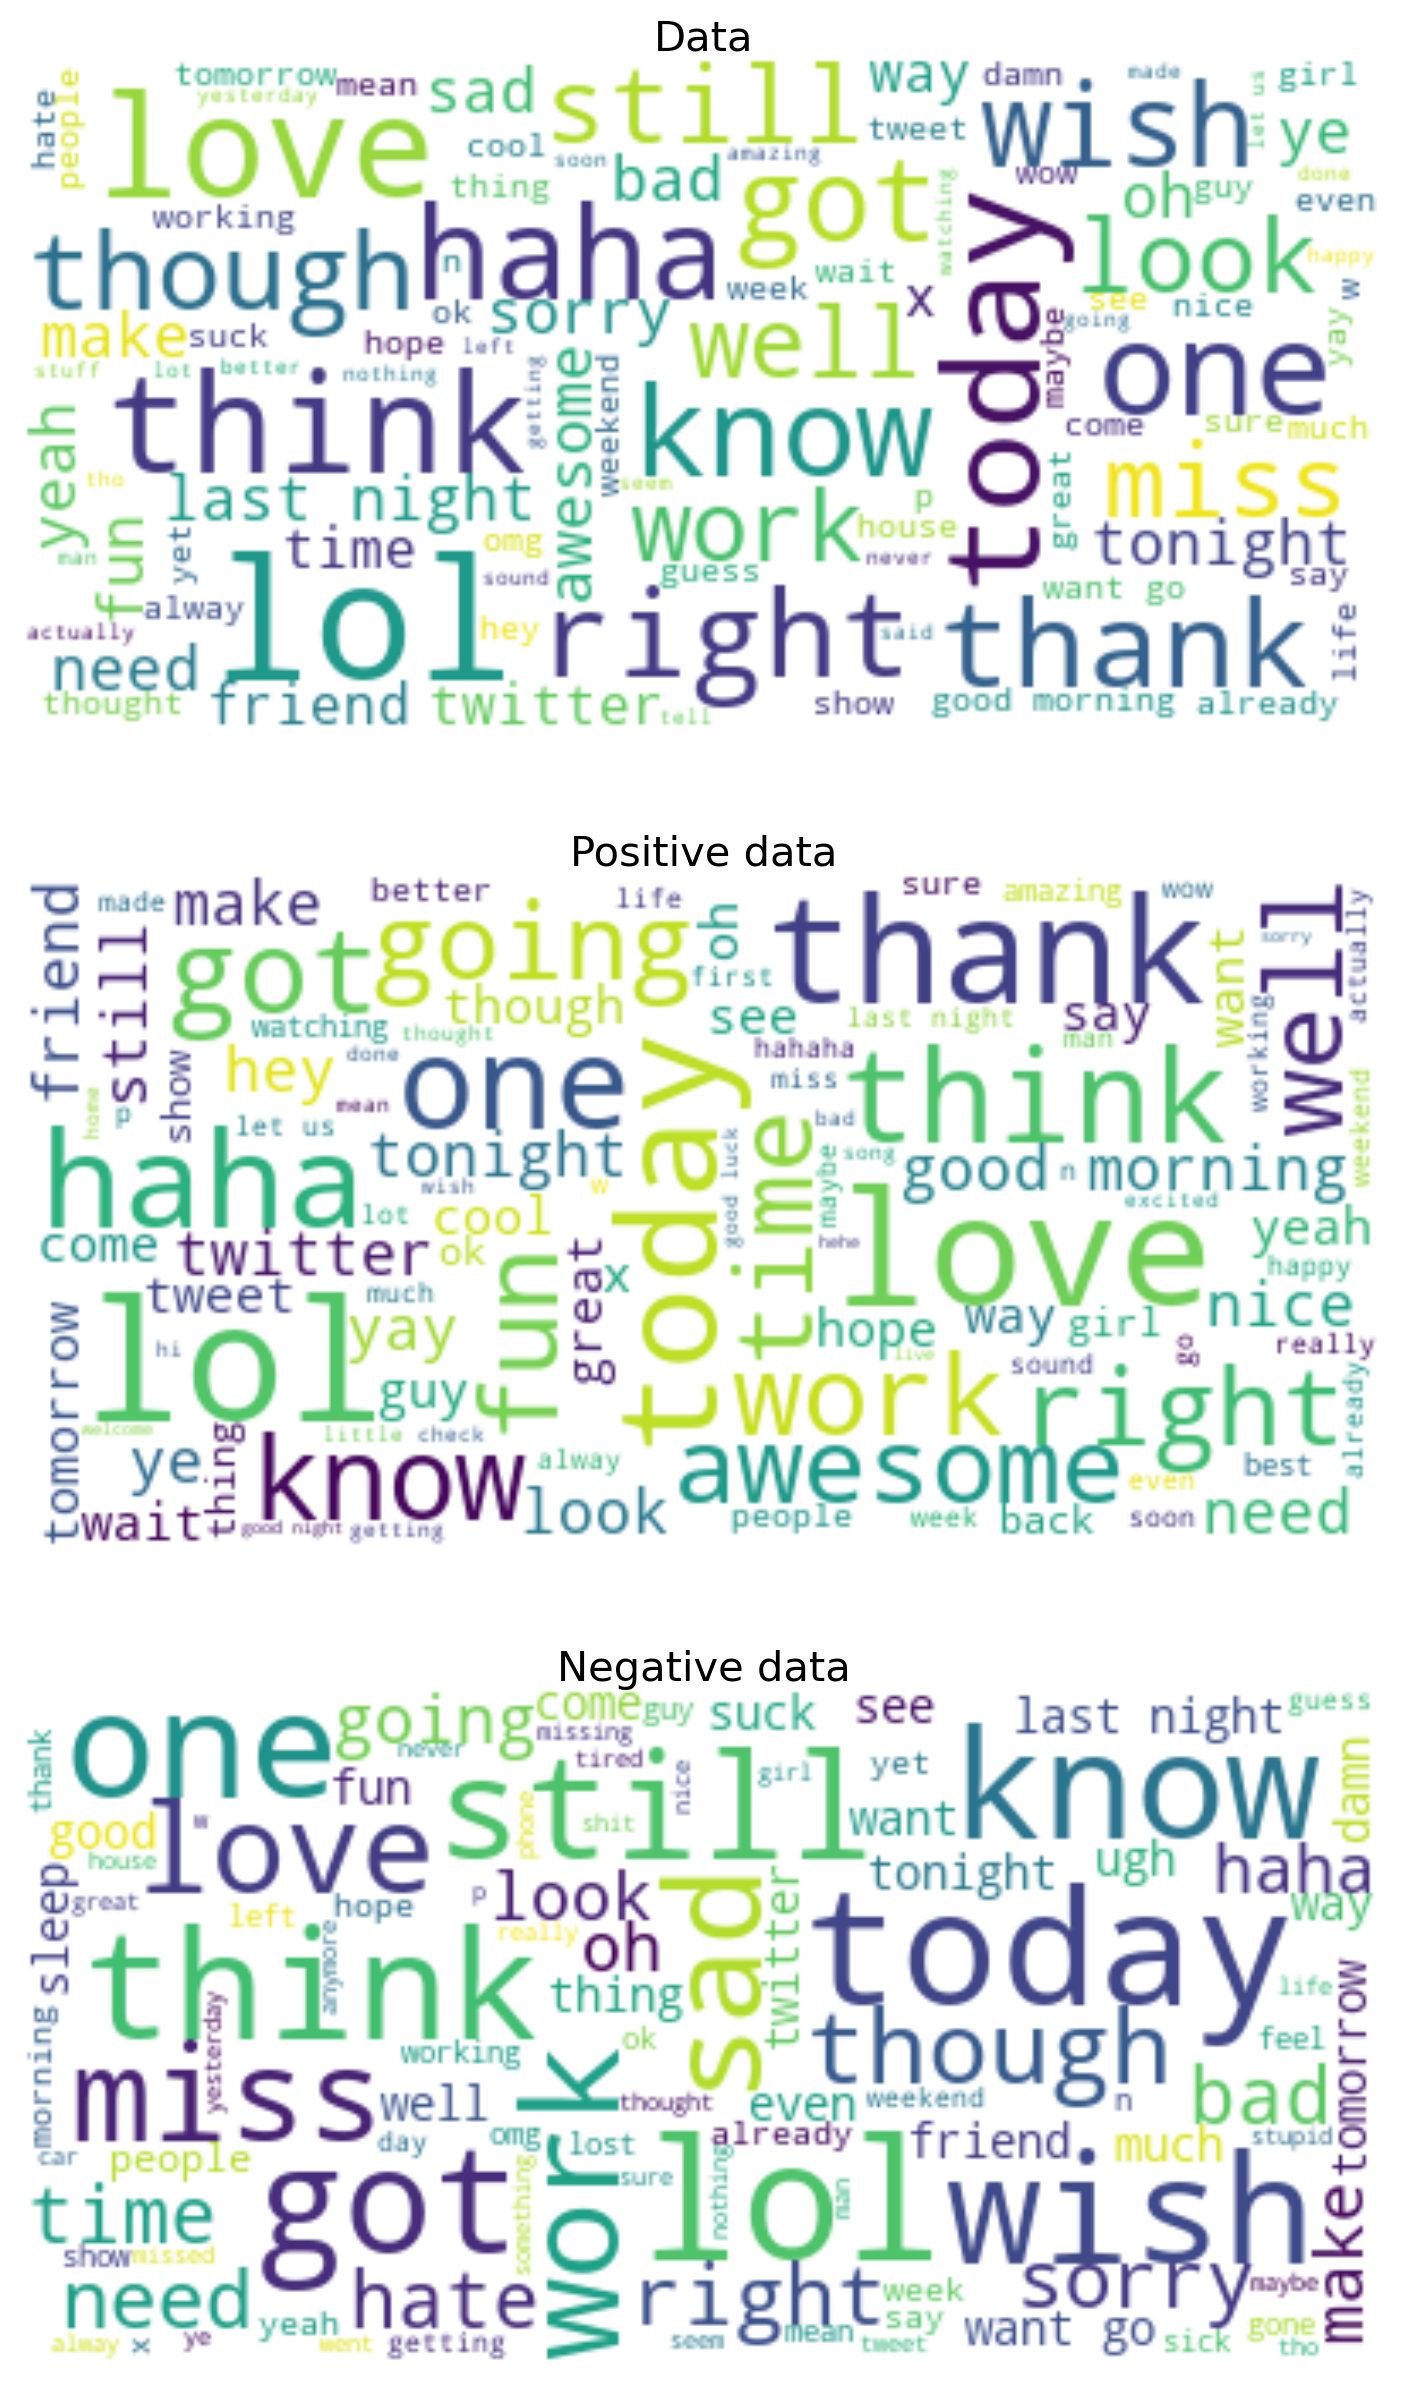 Data
tomorrow mean sad still way damn made let us girl
hate people love yesterday cool soon bad amazing tweet wish ye
thing got watching wow oh guy done even
working haha today look happy
though n week wait x see nice w
make suck ok sorry well maybe going yay
hope left one
stuff lot better nothing getting awesome weekend know
think come sure much
yeah tho last night seem work p great miss
fun yet time omg house tonight
man sound guess never say
alway lol hey right want go
actually said thank life
need
thought friend twitter tell show good morning already
Positive data
friend made make better life oh thank sure amazing wow well sorry actually
still got going first want
though see last night say
watching thought hahaha man working
show hey done one today think
home p mean miss weekend
let us time bad
haha tonight good luck maybe song good n morning
wish w excited
lot cool love yeah
come twitter ok fun great x hehe happy
tomorrow tweet much way girl nice
lol hi yay hope live sound go really
guy work right already
welcome little check
ye thing know alway awesome even best
wait good night getting look people week back soon need
Negative data
one going come guy suck see last night guess
thank never missing
fun tired still nice girl yet know damn
good love w phone shit want
house tonight ugh haha
sleep great left hope p look sad twitter today way
really
think anymore oh
thing life
morning yesterday working ok though feel
miss well work thought even weekend n bad tomorrow
car people day omg lost already friend much stupid
something sure nothing man
time got lol wish
show missed
need hate right week sorry maybe make
yeah say want go gone
alway x ye went getting seem mean tweet sick tho